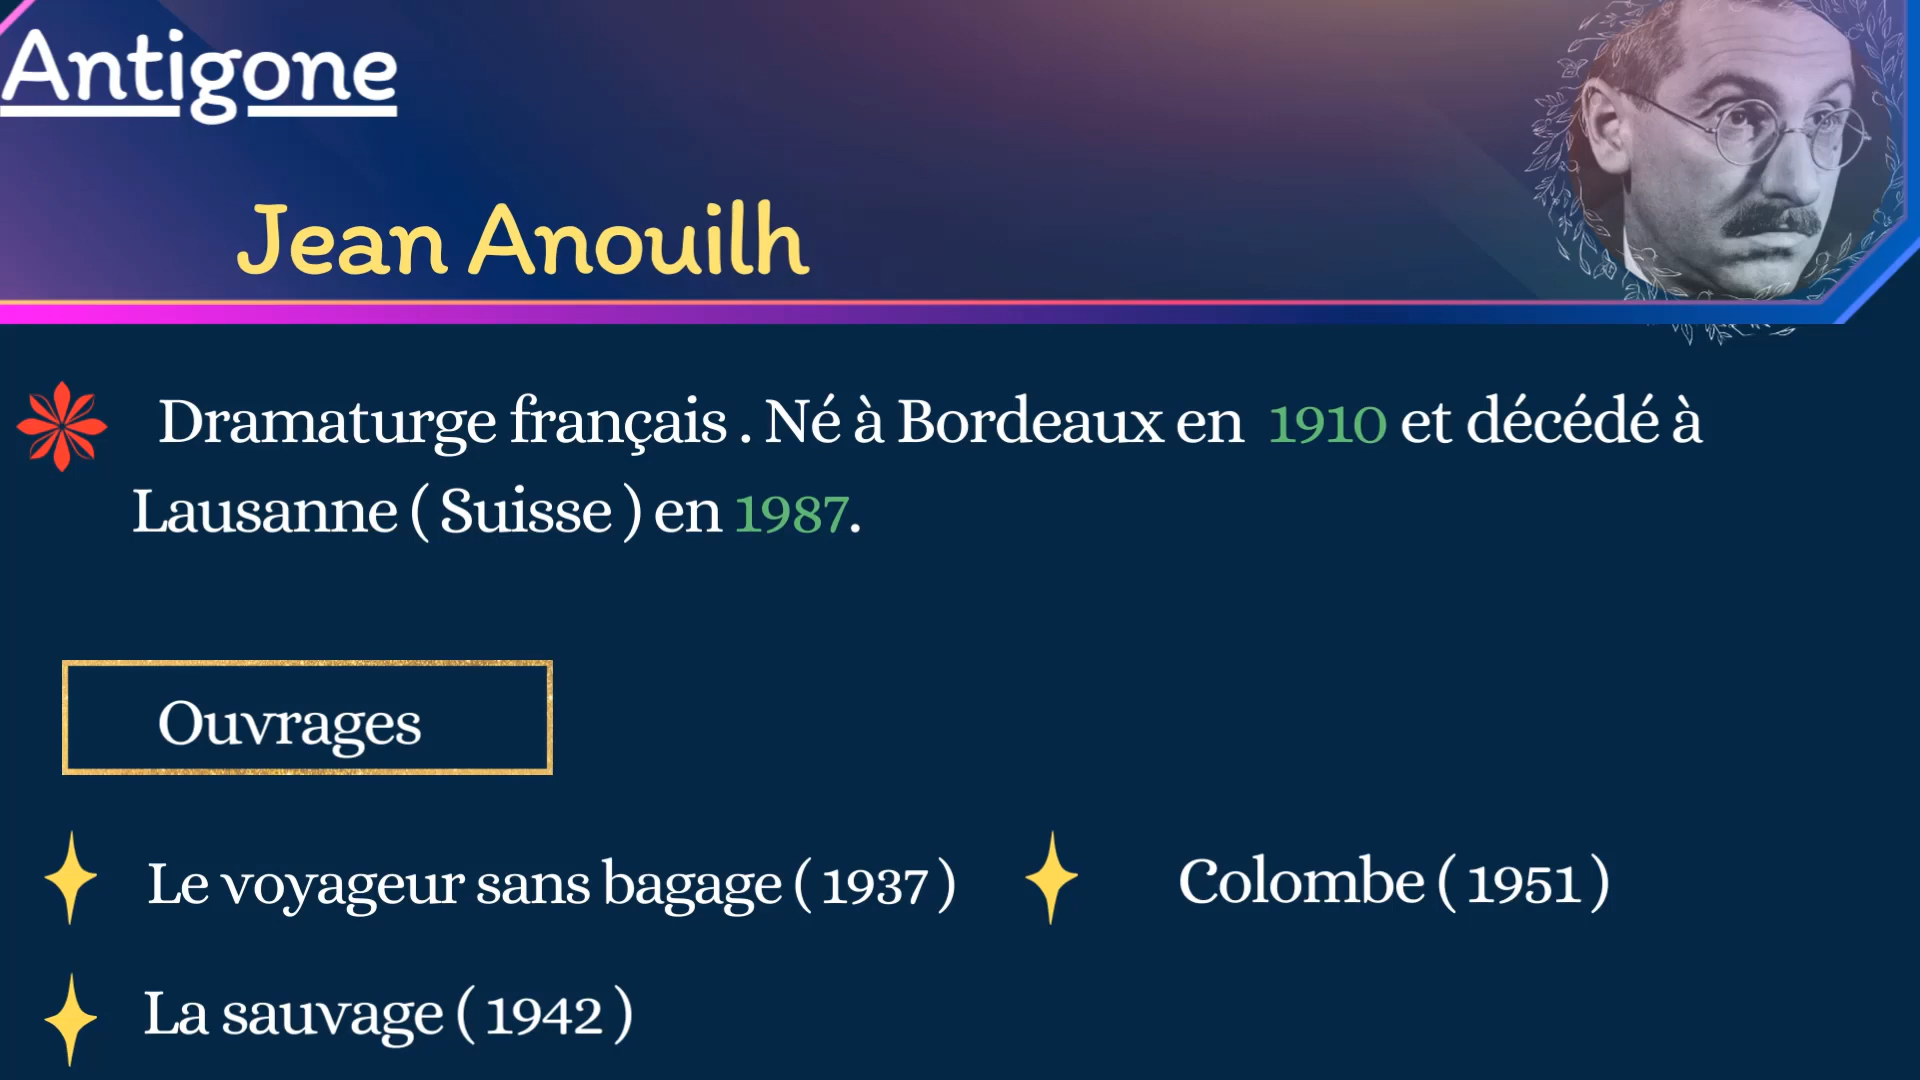 Antigone
Jean Anouilh
Dramaturge français . Né à Bordeaux en 1910 et décédé à
Lausanne ( Suisse ) en 1987.
Ouvrages
Le voyageur sans bagage ( 1937 )
Colombe ( 1951 )
La sauvage ( 1942 )